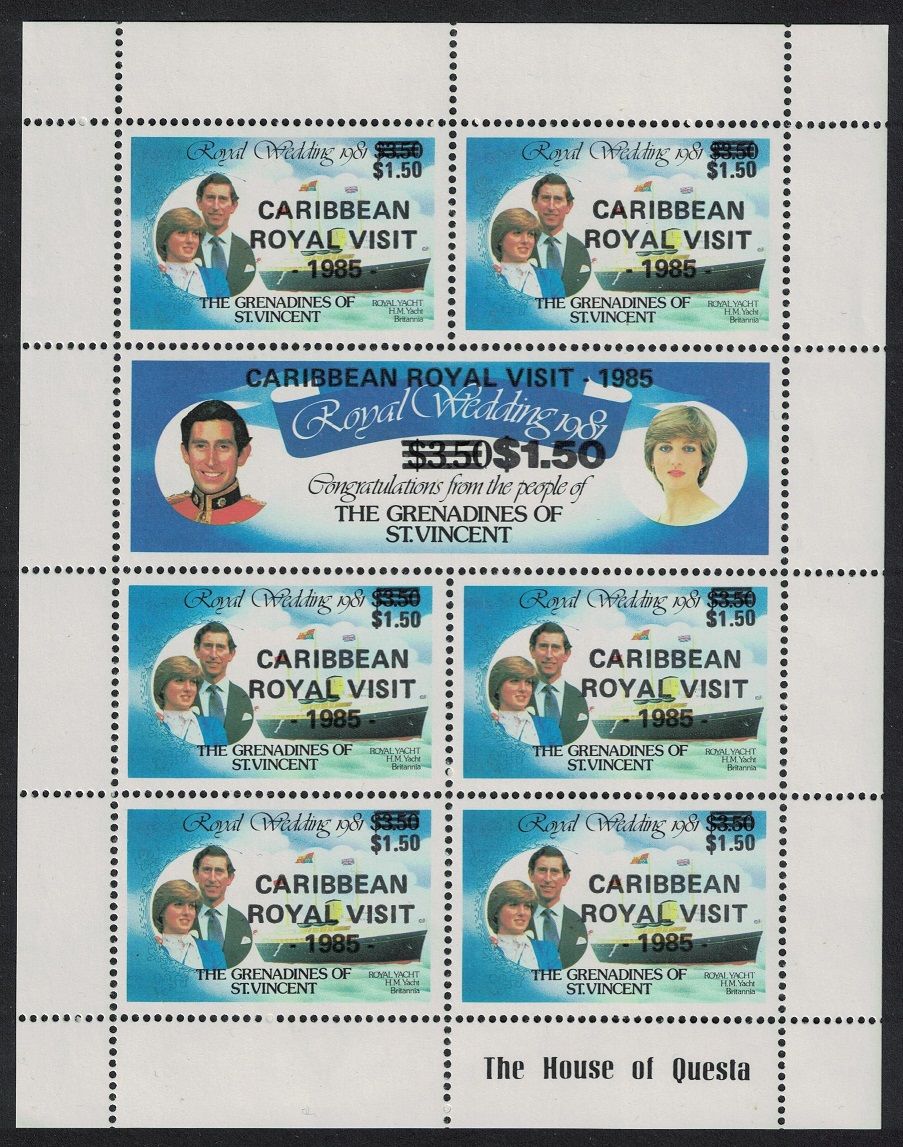 Royal Wedding 1981 $3.50
$1.50
CARIBBEAN
ROYAL VISIT
- 1985 -
THE GRENADINES OF
ST.VINCENT
ROYAL YACHT
H.M. Yacht
Britannia
Royal Wedding 1981 $3.50
$1.50
CARIBBEAN
ROYAL VISIT
- 1985 -
THE GRENADINES OF
ST.VINCENT
ROYAL YACHT
H.M. Yacht
Britannia
CARIBBEAN ROYAL VISIT - 1985
Royal Wedding 1981
$3.50 $1.50
Congratulations from the people of
THE GRENADINES OF
ST.VINCENT
Royal Wedding 1981 $3.50
$1.50
CARIBBEAN
ROYAL VISIT
- 1985 -
THE GRENADINES OF
ST.VINCENT
ROYAL YACHT
H.M. Yacht
Britannia
Royal Wedding 1981 $3.50
$1.50
CARIBBEAN
ROYAL VISIT
- 1985 -
THE GRENADINES OF
ST.VINCENT
ROYAL YACHT
H.M. Yacht
Britannia
Royal Wedding 1981 $3.50
$1.50
CARIBBEAN
ROYAL VISIT
- 1985 -
THE GRENADINES OF
ST.VINCENT
ROYAL YACHT
H.M. Yacht
Britannia
Royal Wedding 1981 $3.50
$1.50
CARIBBEAN
ROYAL VISIT
- 1985 -
THE GRENADINES OF
ST.VINCENT
ROYAL YACHT
H.M. Yacht
Britannia
The House of Questa